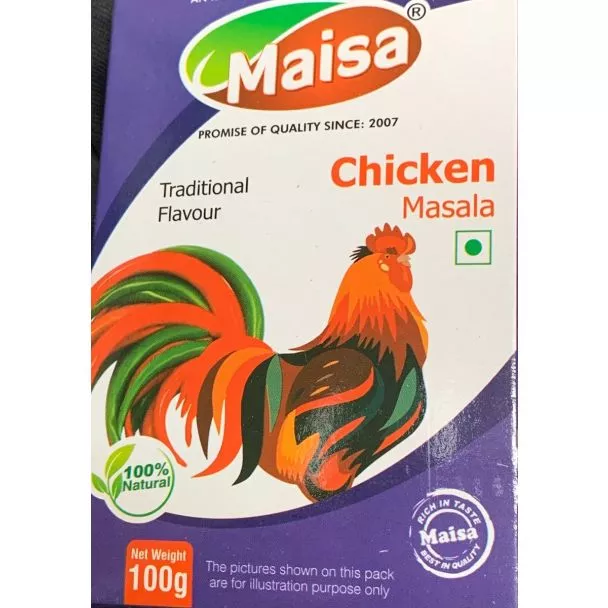 Maisa®
PROMISE OF QUALITY SINCE: 2007
Traditional
Flavour
Chicken
Masala
100%
Natural
RICH IN TASTE
Maisa
BEST IN QUALITY
Net Weight
100g
The pictures shown on this pack
are for illustration purpose only